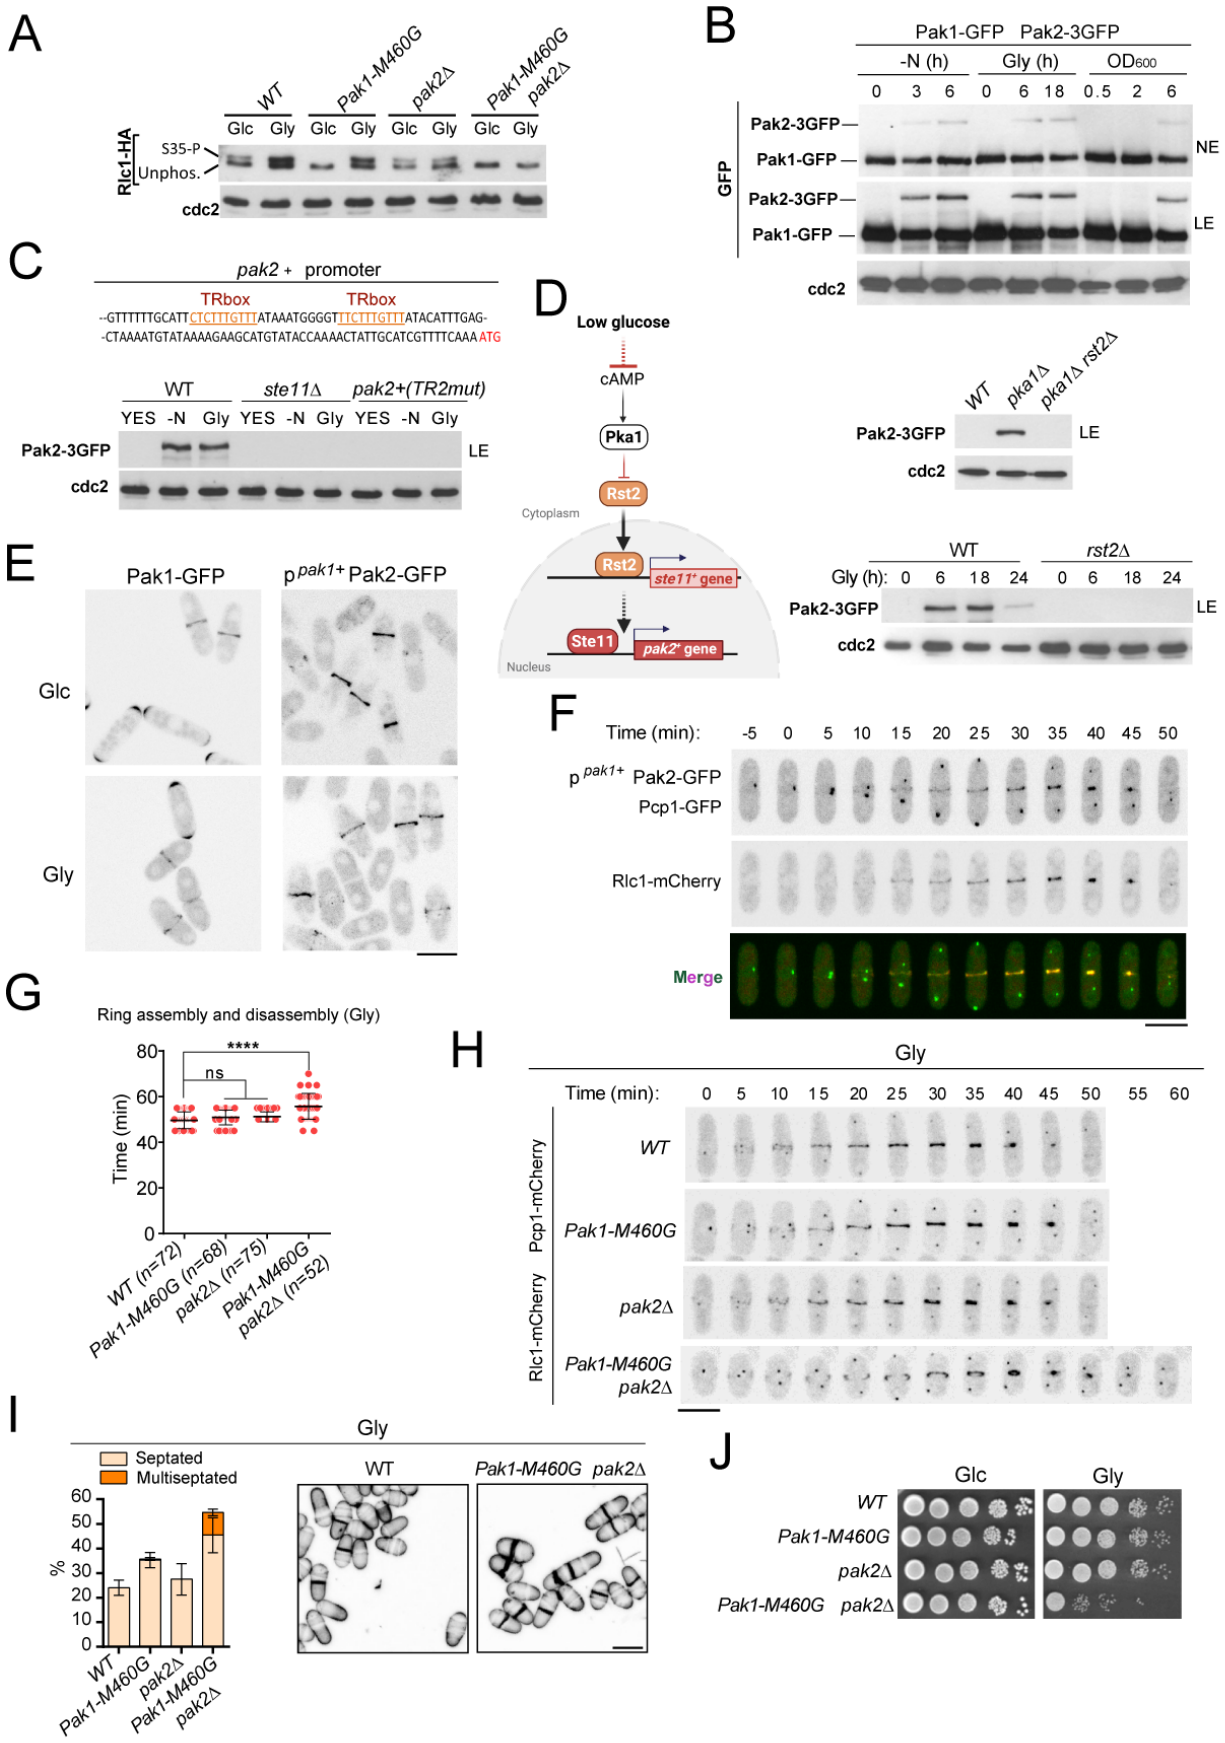 A
WT
Pak1-M460G
pak2Δ
Pak1-M460G
pak2Δ
Glc Gly Glc Gly Glc Gly Glc Gly
Rlc1-HA
S35-P
Unphos.
cdc2
B
Pak1-GFP Pak2-3GFP
-N (h) Gly (h) OD600
0 3 6 0 6 18 0.5 2 6
GFP
Pak2-3GFP
Pak1-GFP
NE
Pak2-3GFP
Pak1-GFP
LE
cdc2
C
pak2 + promoter
TRbox TRbox
--GTTTTTTGCATTCTCTTTGTTTATAAATGGGGTTTCTTTGTTTATACATTTGAG-
-CTAAAATGTATAAAAGAAGCATGTATACCAAAACTATTGCATCGTTTTCAAA ATG
WT ste11Δ pak2+(TR2mut)
YES -N Gly YES -N Gly YES -N Gly
Pak2-3GFP
LE
cdc2
D
Low glucose
cAMP
Pka1
Rst2
Cytoplasm
Rst2
ste11+ gene
Ste11
pak2+ gene
Nucleus
WT
pka1Δ
pka1Δ rst2Δ
Pak2-3GFP
LE
cdc2
WT rst2Δ
Gly (h): 0 6 18 24 0 6 18 24
Pak2-3GFP
LE
cdc2
E
Pak1-GFP p pak1+ Pak2-GFP
Glc
Gly
F
Time (min): -5 0 5 10 15 20 25 30 35 40 45 50
p pak1+ Pak2-GFP
Pcp1-GFP
Rlc1-mCherry
Merge
G
Ring assembly and disassembly (Gly)
Time (min)
80
60
40
20
0
****
ns
WT (n=72)
Pak1-M460G (n=68)
pak2Δ (n=75)
Pak1-M460G
pak2Δ (n=52)
H
Gly
Time (min): 0 5 10 15 20 25 30 35 40 45 50 55 60
Rlc1-mCherry Pcp1-mCherry
WT
Pak1-M460G
pak2Δ
Pak1-M460G
pak2Δ
I
Gly
Septated
Multiseptated
%
60
50
40
30
20
10
0
WT
Pak1-M460G
pak2Δ
Pak1-M460G
pak2Δ
WT Pak1-M460G pak2Δ
J
Glc Gly
WT
Pak1-M460G
pak2Δ
Pak1-M460G pak2Δ